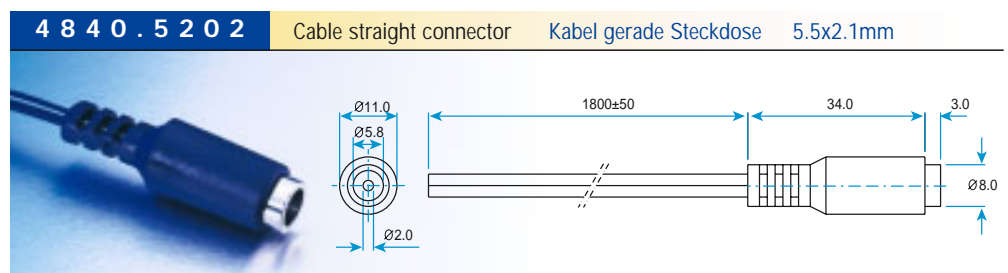 4840.5202 Cable straight connector Kabel gerade Steckdose 5.5x2.1mm
Ø11.0 1800±50 34.0 3.0
Ø5.8
Ø8.0
Ø2.0